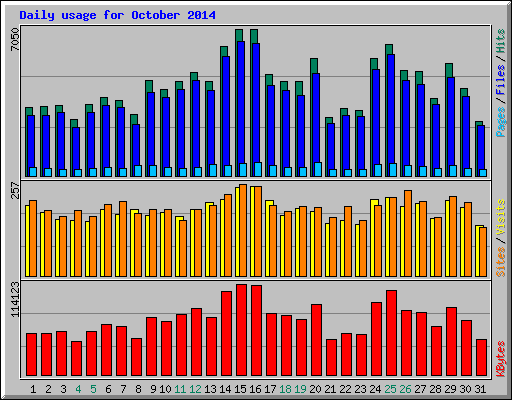 Daily usage for October 2014
7050
Pages / Files / Hits
257
Sites / Visits
114123
KBytes
1 2 3 4 5 6 7 8 9 10 11 12 13 14 15 16 17 18 19 20 21 22 23 24 25 26 27 28 29 30 31